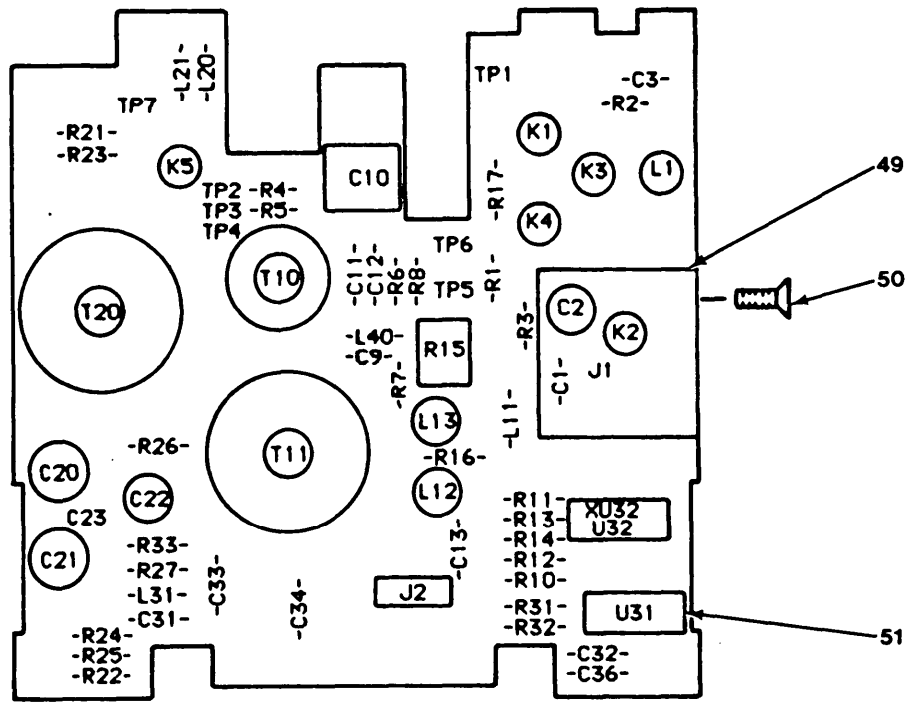 -L21-
-L20-
TP7
-R21-
-R23-
K5
TP2 -R4-
TP3 -R5-
TP4
C10
TP1
-C3-
-R2-
K1
K3
L1
-R17-
K4
49
T20
T10
-C11-
-C12-
-R6-
-R8-
TP6
TP5
-R1-
-R3-
C2
K2
J1
-C1-
50
-L40-
-C9-
R15
-R7-
L13
-L11-
-R16-
L12
T11
-R26-
C20
C22
C23
C21
-R33-
-R27-
-L31-
-C31-
-R24-
-R25-
-R22-
-C33-
-C34-
J2
-C13-
-R11-
-R13-
-R14-
-R12-
-R10-
-R31-
-R32-
XU32
U32
U31
-C32-
-C36-
51